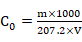 C₀ = m×1000 / 207.2×V